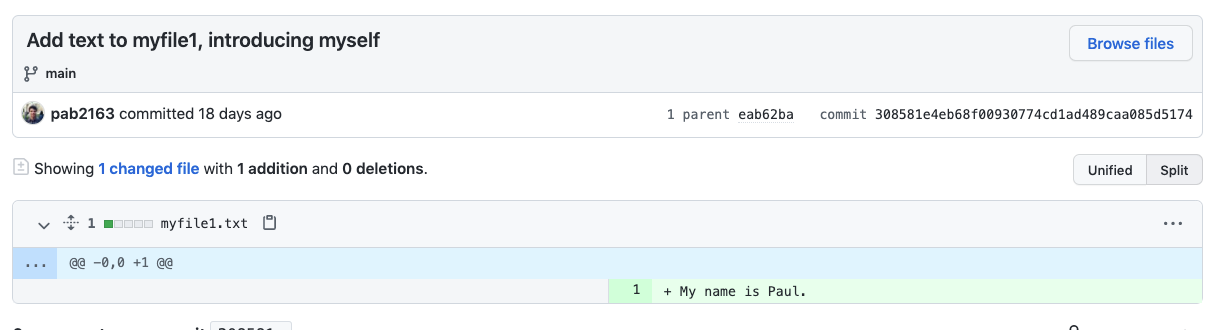 Add text to myfile1, introducing myself
Browse files
main
pab2163 committed 18 days ago
1 parent eab62ba commit 308581e4eb68f00930774cd1ad489caa085d5174
Showing 1 changed file with 1 addition and 0 deletions.
Unified Split
1 myfile1.txt
...
... @@ -0,0 +1 @@
1 + My name is Paul.